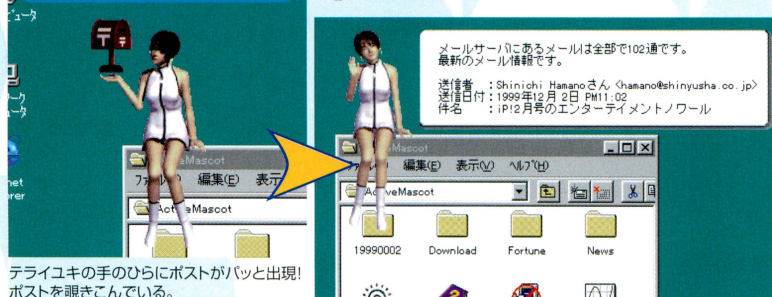 ピュータ
ワーク
ュータ
net
rer
eMascot
編集(E) 表示
ActiveMascot
テライユキの手のひらにポストがパッと出現!
ポストを覗きこんでいる。
メールサーバにあるメールは全部で102通です。
最新のメール情報です。
送信者 :Shinichi Hamanoさん <hamano@shinyusha.co.jp>
送信日付:1999年12月 2日 PM11:02
件名 :iP!2月号のエンターテイメントノワール
eMascot
編集(E) 表示(V) ヘルプ(H)
ActiveMascot
19990002 Download Fortune News